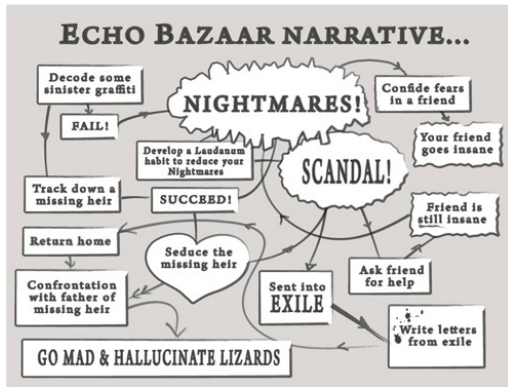 ECHO BAZAAR NARRATIVE...
Decode some
sinister graffiti
FAIL!
NIGHTMARES!
Confide fears
in a friend
Your friend
goes insane
Develop a Laudanum
habit to reduce your
Nightmares
SCANDAL!
Track down a
missing heir
SUCCEED!
Friend is
still insane
Return home
Seduce the
missing heir
Ask friend
for help
Confrontation
with father of
missing heir
Sent into
EXILE
Write letters
from exile
GO MAD & HALLUCINATE LIZARDS